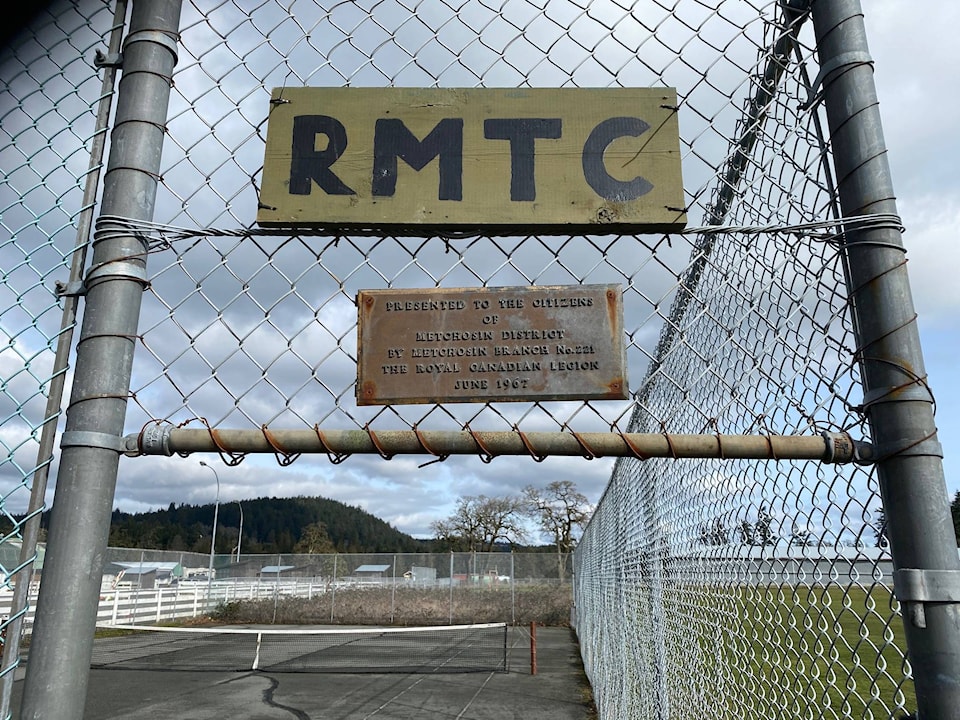 RMTC
PRESENTED TO THE CITIZENS
OF
METCHOSIN DISTRICT
BY METCHOSIN BRANCH No.221
THE ROYAL CANADIAN LEGION
JUNE 1967